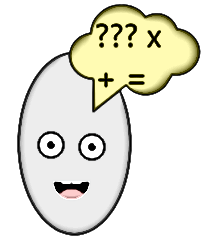 ??? x
+ =